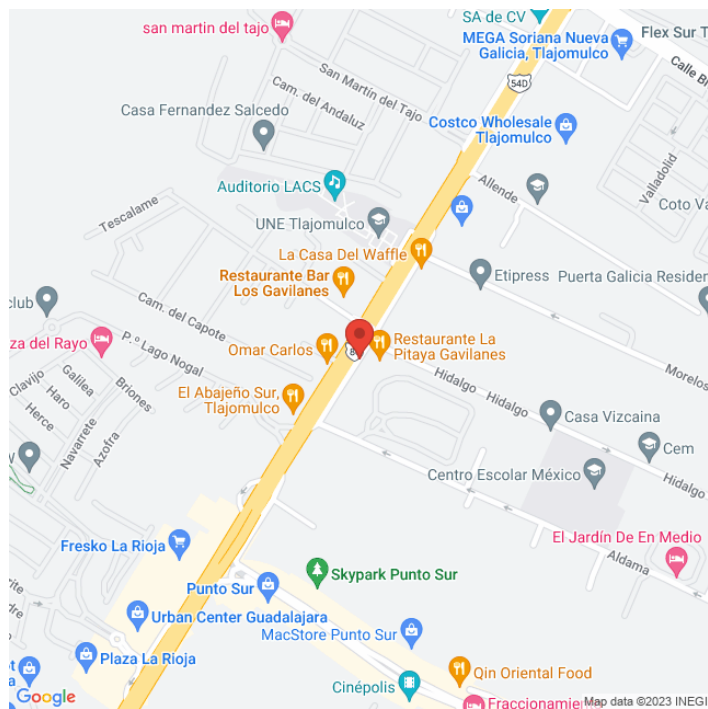 SA de CV
san martin del tajo
MEGA Soriana Nueva
Galicia, Tlajomulco
Flex Sur T
Calle Br
54D
San Martín del Tajo
Cam. del Andaluz
Casa Fernandez Salcedo
Costco Wholesale
Tlajomulco
Valladolid
Allende
Auditorio LACS
Coto Va
Tescalame
UNE Tlajomulco
La Casa Del Waffle
Etipress
Puerta Galicia Residen
Restaurante Bar
Los Gavilanes
club
Cam. del Capote
za del Rayo
P.º Lago Nogal
Omar Carlos
8
Restaurante La
Pitaya Gavilanes
Morelos
Clavijo
Galilea
Haro
Herce
Briones
Navarrete
Azofra
El Abajeño Sur,
Tlajomulco
Hidalgo
Hidalgo
Hidalgo
Casa Vizcaina
Cem
Centro Escolar México
El Jardín De En Medio
Aldama
Fresko La Rioja
Skypark Punto Sur
Punto Sur
Urban Center Guadalajara
MacStore Punto Sur
Plaza La Rioja
Qin Oriental Food
Cinépolis
Fraccionamie
Google
Map data ©2023 INEGI